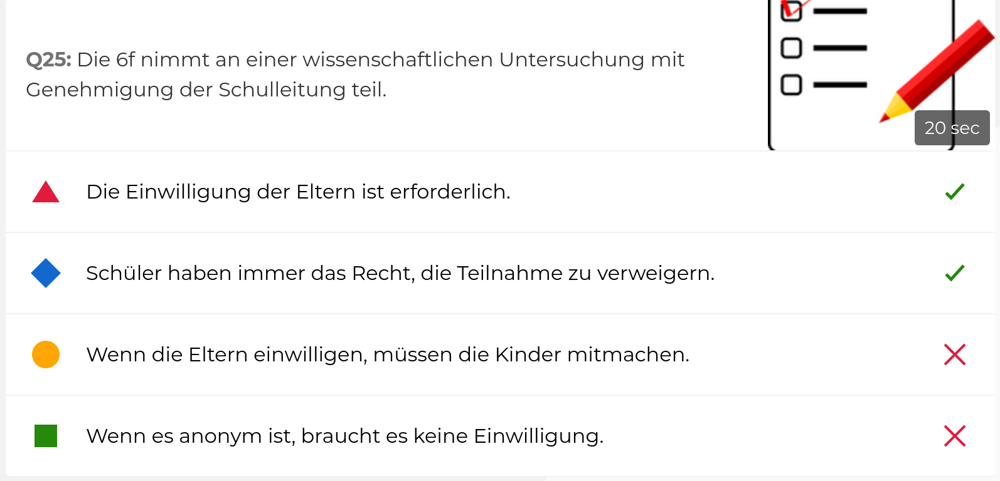 Q25: Die 6f nimmt an einer wissenschaftlichen Untersuchung mit
Genehmigung der Schulleitung teil.
20 sec
Die Einwilligung der Eltern ist erforderlich.
Schüler haben immer das Recht, die Teilnahme zu verweigern.
Wenn die Eltern einwilligen, müssen die Kinder mitmachen.
Wenn es anonym ist, braucht es keine Einwilligung.